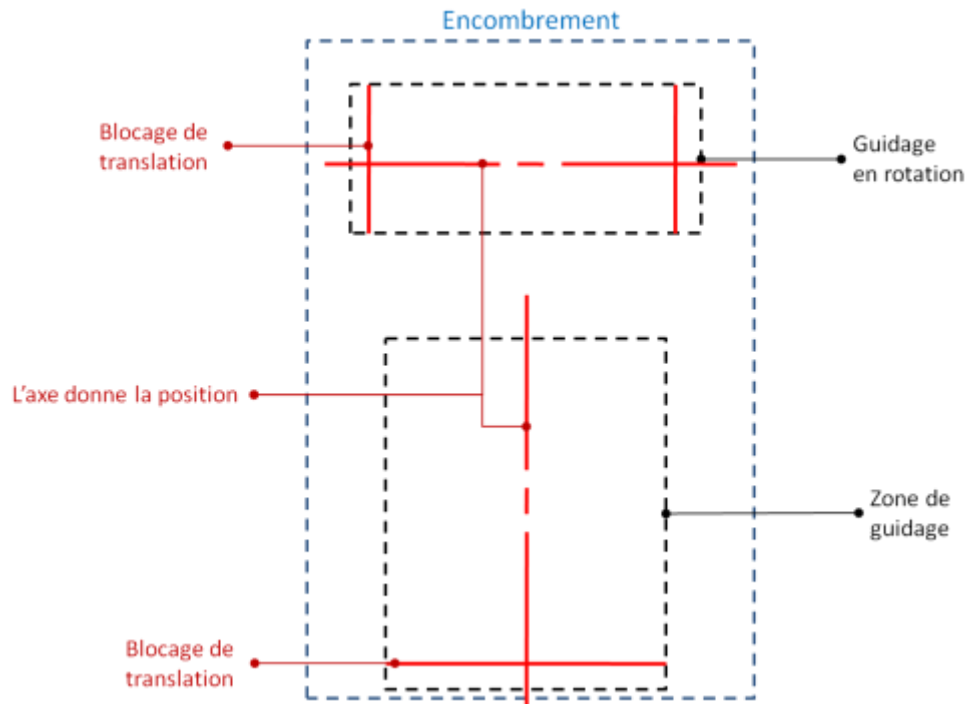 Encombrement
Blocage de
translation
Guidage
en rotation
L'axe donne la position
Zone de
guidage
Blocage de
translation